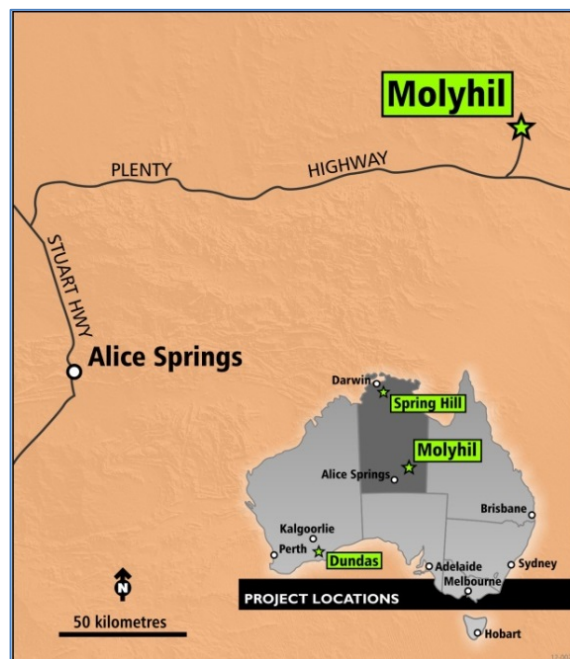 Molyhil
PLENTY
HIGHWAY
STUART HWY
Alice Springs
Darwin
Spring Hill
Molyhil
Alice Springs
Brisbane
Kalgoorlie
Perth
Dundas
Adelaide
Sydney
Melbourne
PROJECT LOCATIONS
Hobart
N
50 kilometres